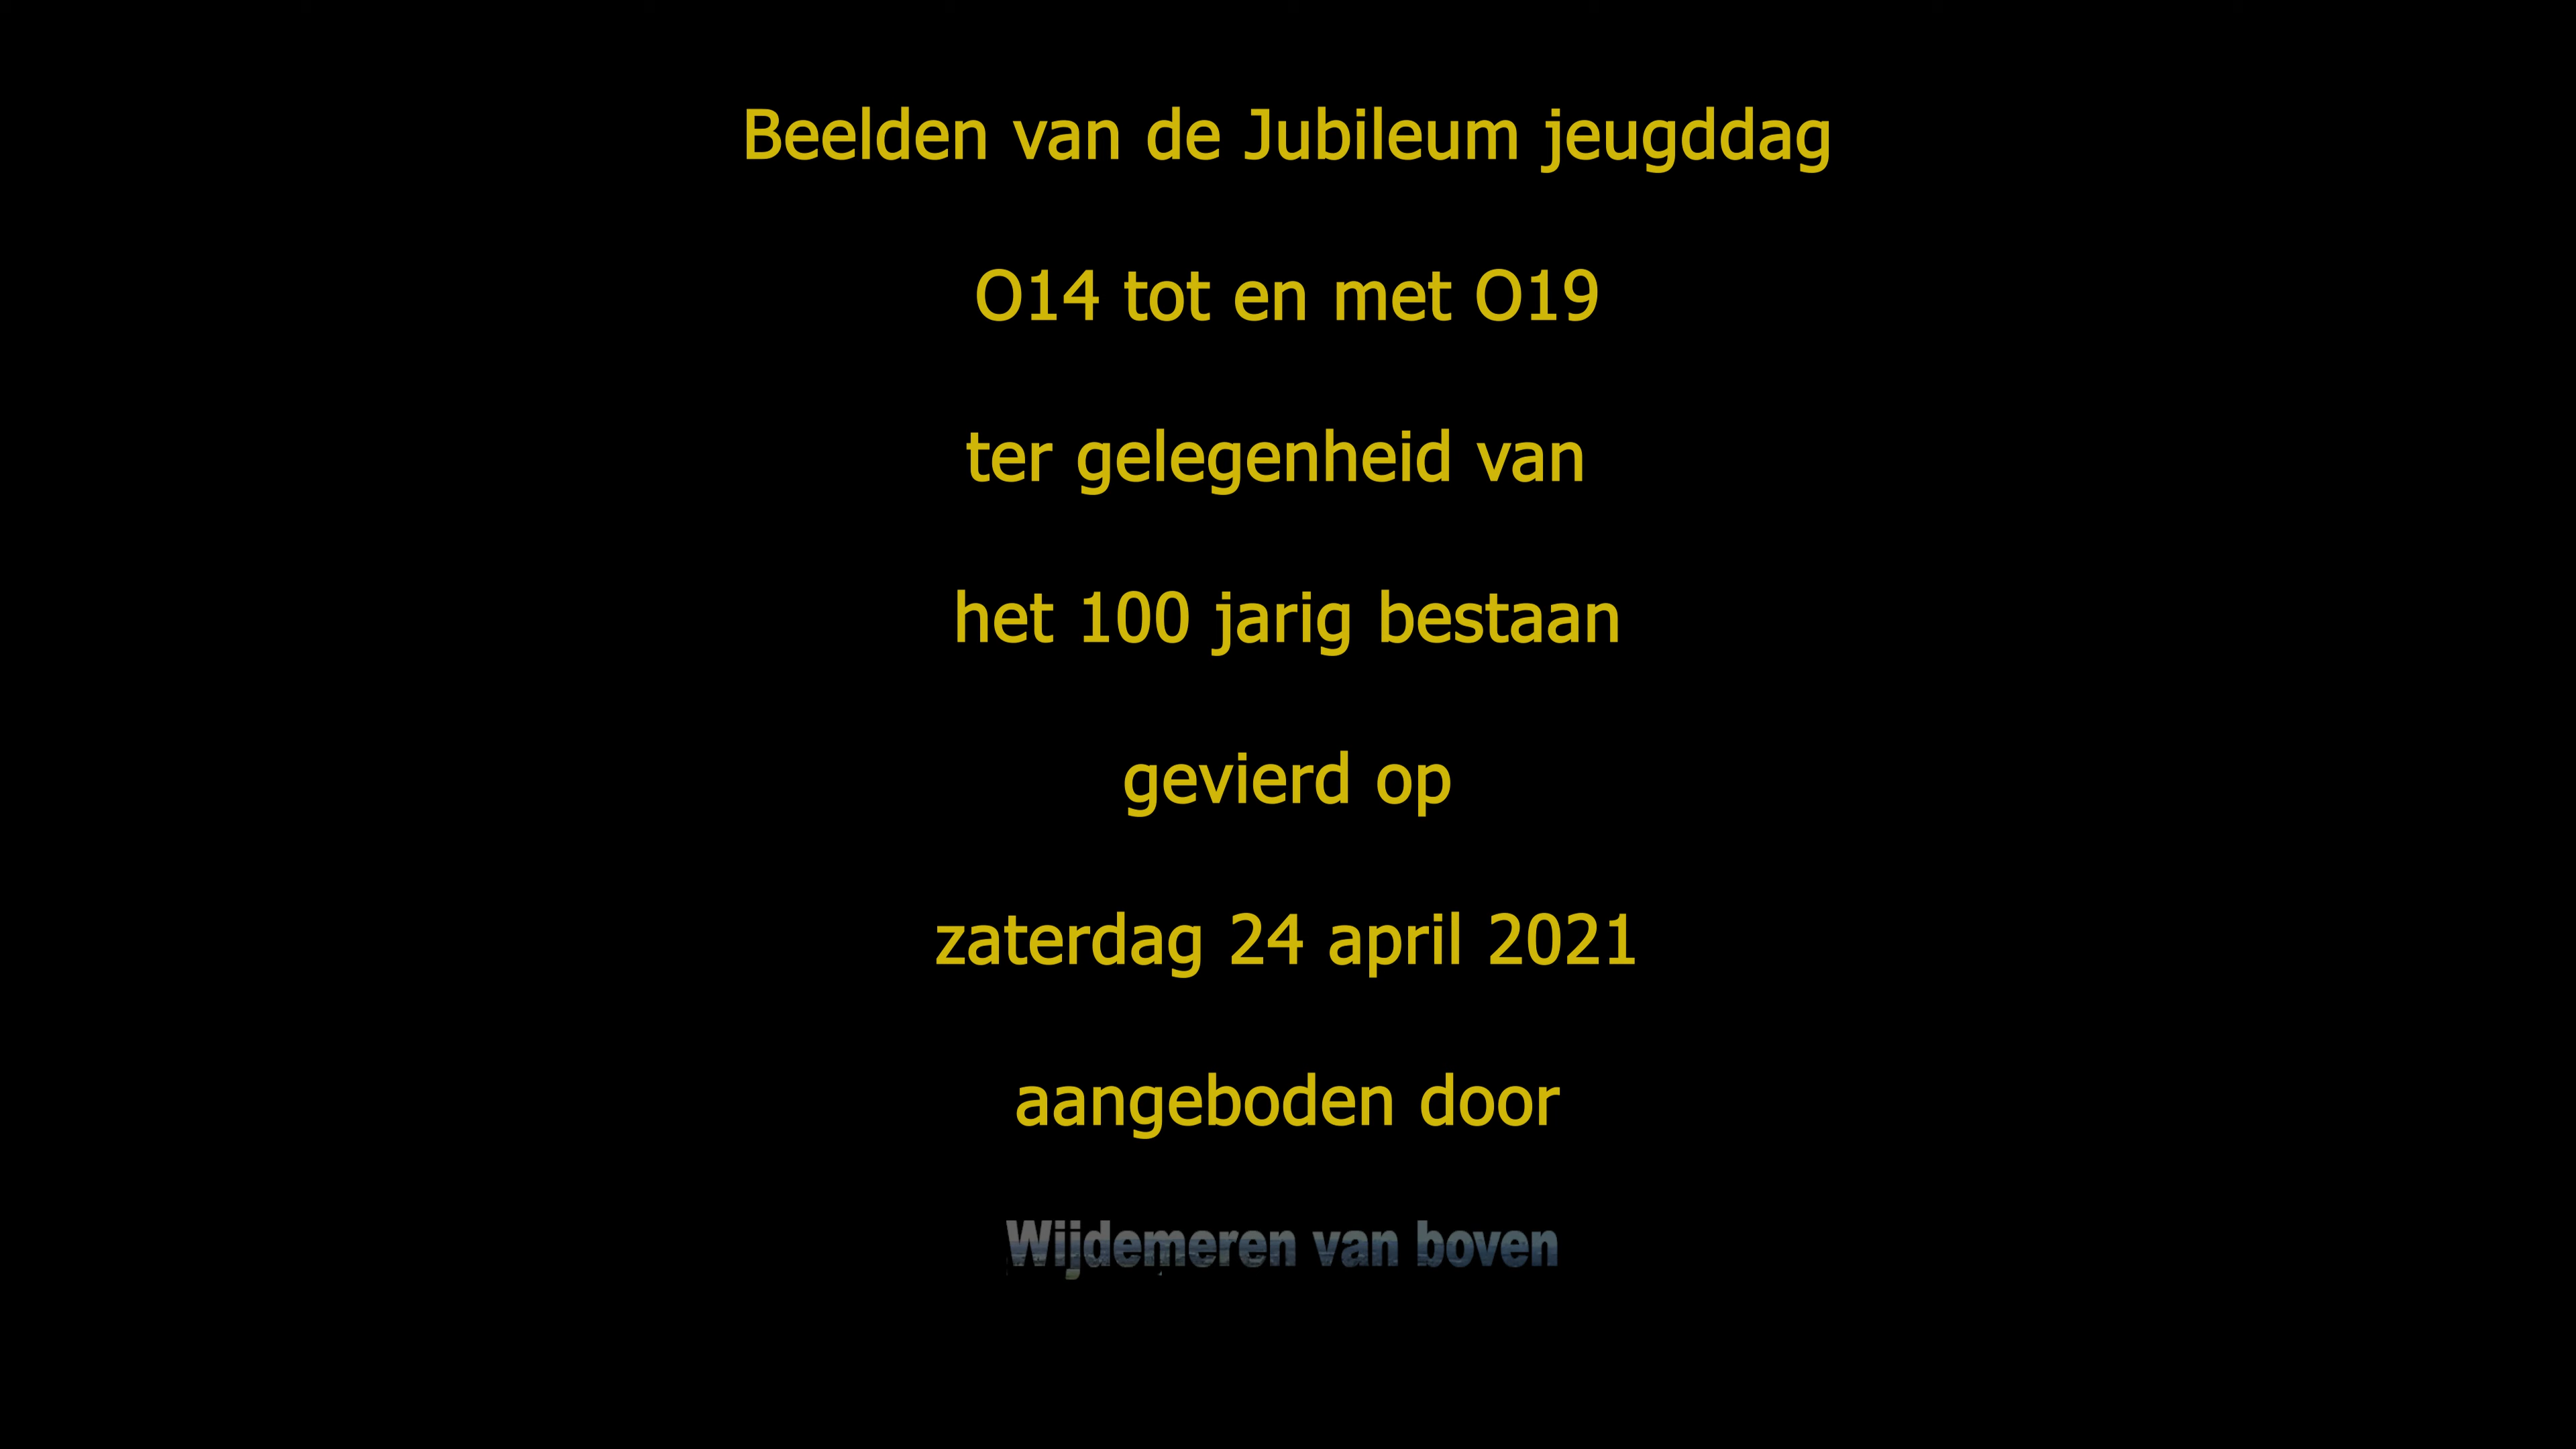 Beelden van de Jubileum jeugddag
O14 tot en met O19
ter gelegenheid van
het 100 jarig bestaan
gevierd op
zaterdag 24 april 2021
aangeboden door
Wijdemeren van boven